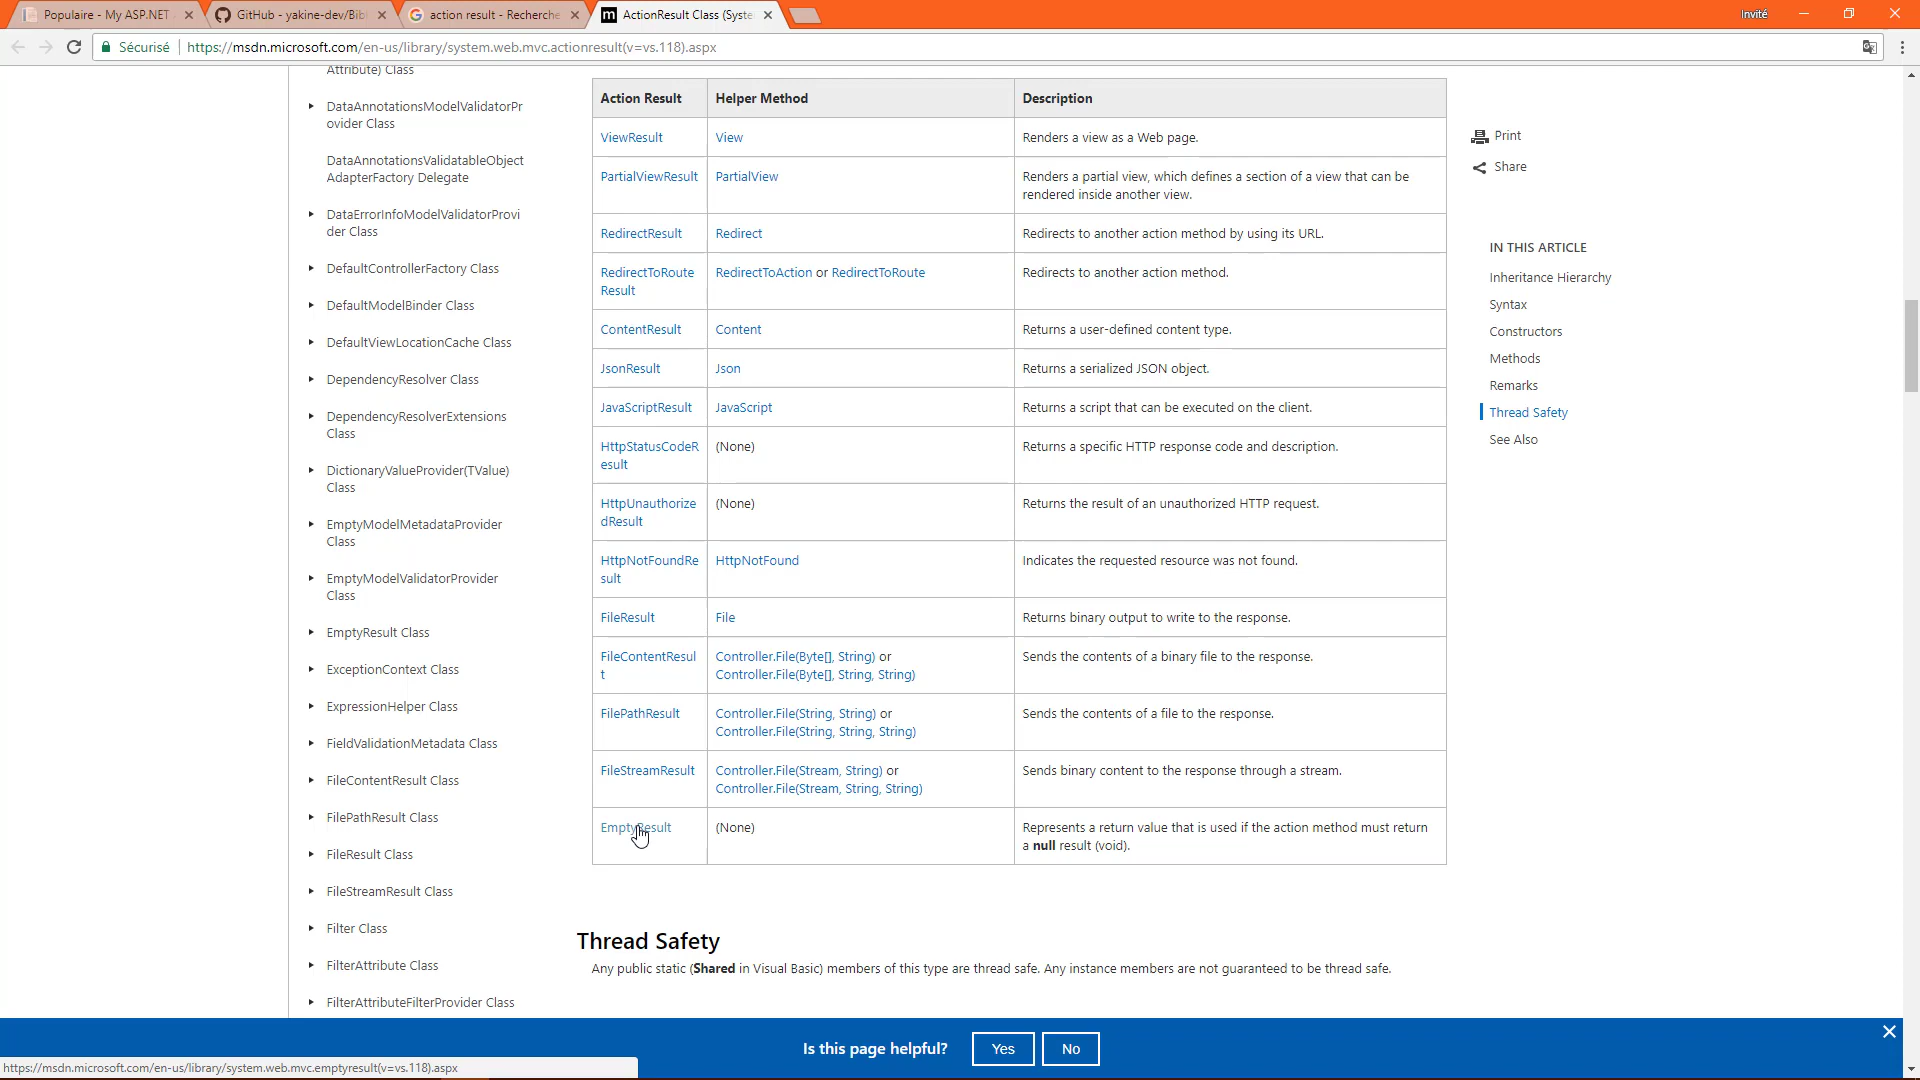 Populaire - My ASP.NET
GitHub - yakine-dev/Bibl
action result - Recherche
ActionResult Class (Syste
Invité
Sécurisé
https://msdn.microsoft.com/en-us/library/system.web.mvc.actionresult(v=vs.118).aspx
Attribute) Class
DataAnnotationsModelValidatorPr
ovider Class
DataAnnotationsValidatableObject
AdapterFactory Delegate
DataErrorInfoModelValidatorProvi
der Class
DefaultControllerFactory Class
DefaultModelBinder Class
DefaultViewLocationCache Class
DependencyResolver Class
DependencyResolverExtensions
Class
DictionaryValueProvider(TValue)
Class
EmptyModelMetadataProvider
Class
EmptyModelValidatorProvider
Class
EmptyResult Class
ExceptionContext Class
ExpressionHelper Class
FieldValidationMetadata Class
FileContentResult Class
FilePathResult Class
FileResult Class
FileStreamResult Class
Filter Class
FilterAttribute Class
FilterAttributeFilterProvider Class
Action Result Helper Method Description
ViewResult View Renders a view as a Web page.
PartialViewResult PartialView Renders a partial view, which defines a section of a view that can be
rendered inside another view.
RedirectResult Redirect Redirects to another action method by using its URL.
RedirectToRoute RedirectToAction or RedirectToRoute Redirects to another action method.
Result
ContentResult Content Returns a user-defined content type.
JsonResult Json Returns a serialized JSON object.
JavaScriptResult JavaScript Returns a script that can be executed on the client.
HttpStatusCodeR (None) Returns a specific HTTP response code and description.
esult
HttpUnauthorize (None) Returns the result of an unauthorized HTTP request.
dResult
HttpNotFoundRe HttpNotFound Indicates the requested resource was not found.
sult
FileResult File Returns binary output to write to the response.
FileContentResul Controller.File(Byte[], String) or Sends the contents of a binary file to the response.
t Controller.File(Byte[], String, String)
FilePathResult Controller.File(String, String) or Sends the contents of a file to the response.
Controller.File(String, String, String)
FileStreamResult Controller.File(Stream, String) or Sends binary content to the response through a stream.
Controller.File(Stream, String, String)
EmptyResult (None) Represents a return value that is used if the action method must return
a null result (void).
Thread Safety
Any public static (Shared in Visual Basic) members of this type are thread safe. Any instance members are not guaranteed to be thread safe.
Print
Share
IN THIS ARTICLE
Inheritance Hierarchy
Syntax
Constructors
Methods
Remarks
Thread Safety
See Also
Is this page helpful? Yes No
https://msdn.microsoft.com/en-us/library/system.web.mvc.emptyresult(v=vs.118).aspx